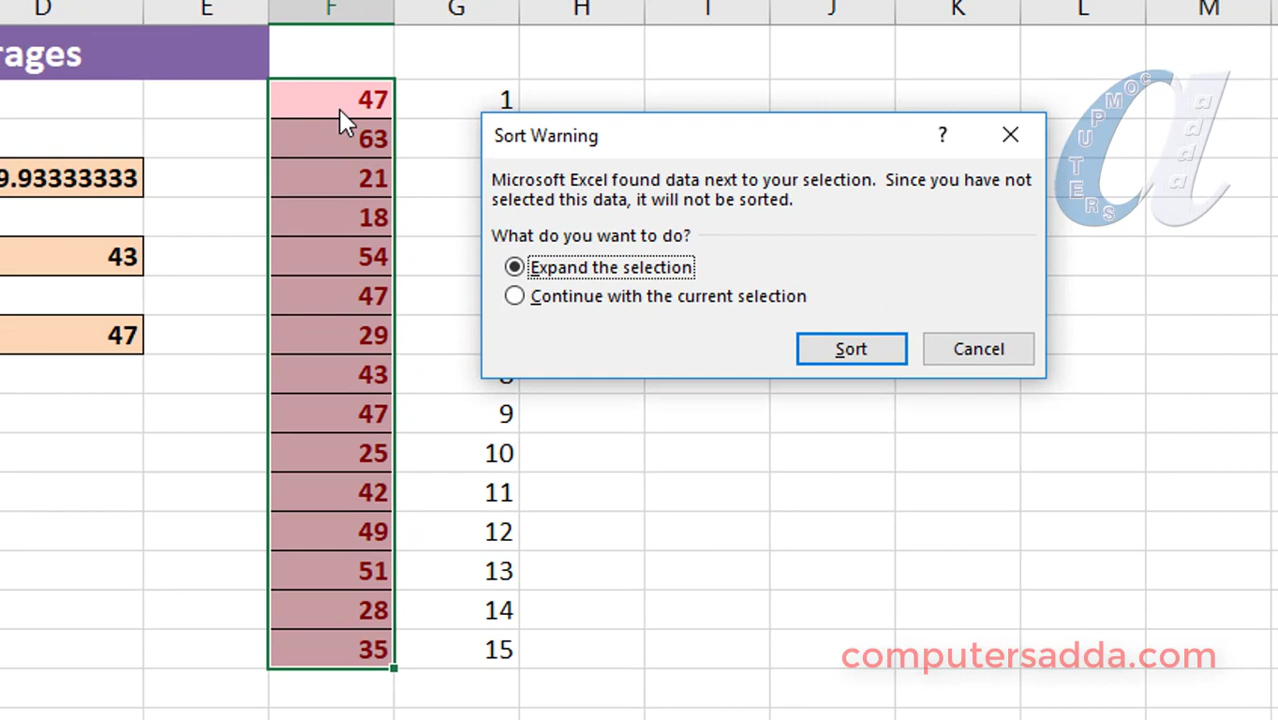 D E F G H I J K L M
rages
47 1
63
9.93333333 21
18
43 54
47
47 29
43
47 9
25 10
42 11
49 12
51 13
28 14
35 15
Sort Warning ?
Microsoft Excel found data next to your selection. Since you have not
selected this data, it will not be sorted.
What do you want to do?
Expand the selection
Continue with the current selection
Sort Cancel
COMPUTERS
adda
computersadda.com